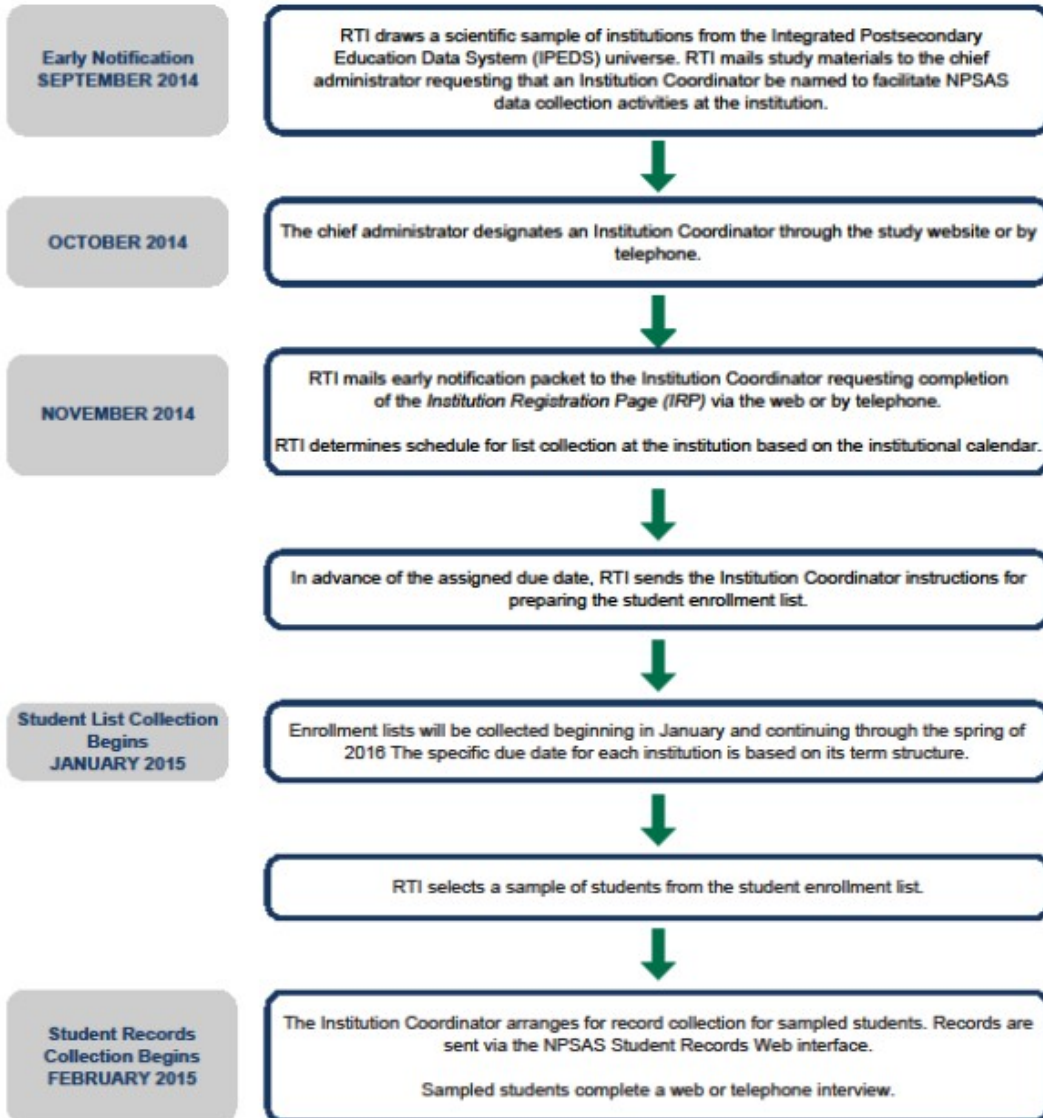 Early Notification
SEPTEMBER 2014
RTI draws a scientific sample of institutions from the Integrated Postsecondary
Education Data System (IPEDS) universe. RTI mails study materials to the chief
administrator requesting that an Institution Coordinator be named to facilitate NPSAS
data collection activities at the institution.
OCTOBER 2014
The chief administrator designates an Institution Coordinator through the study website or by
telephone.
NOVEMBER 2014
RTI mails early notification packet to the Institution Coordinator requesting completion
of the Institution Registration Page (IRP) via the web or by telephone.
RTI determines schedule for list collection at the institution based on the institutional calendar.
In advance of the assigned due date, RTI sends the Institution Coordinator instructions for
preparing the student enrollment list.
Student List Collection
Begins
JANUARY 2015
Enrollment lists will be collected beginning in January and continuing through the spring of
2016 The specific due date for each institution is based on its term structure.
RTI selects a sample of students from the student enrollment list.
Student Records
Collection Begins
FEBRUARY 2015
The Institution Coordinator arranges for record collection for sampled students. Records are
sent via the NPSAS Student Records Web interface.
Sampled students complete a web or telephone interview.